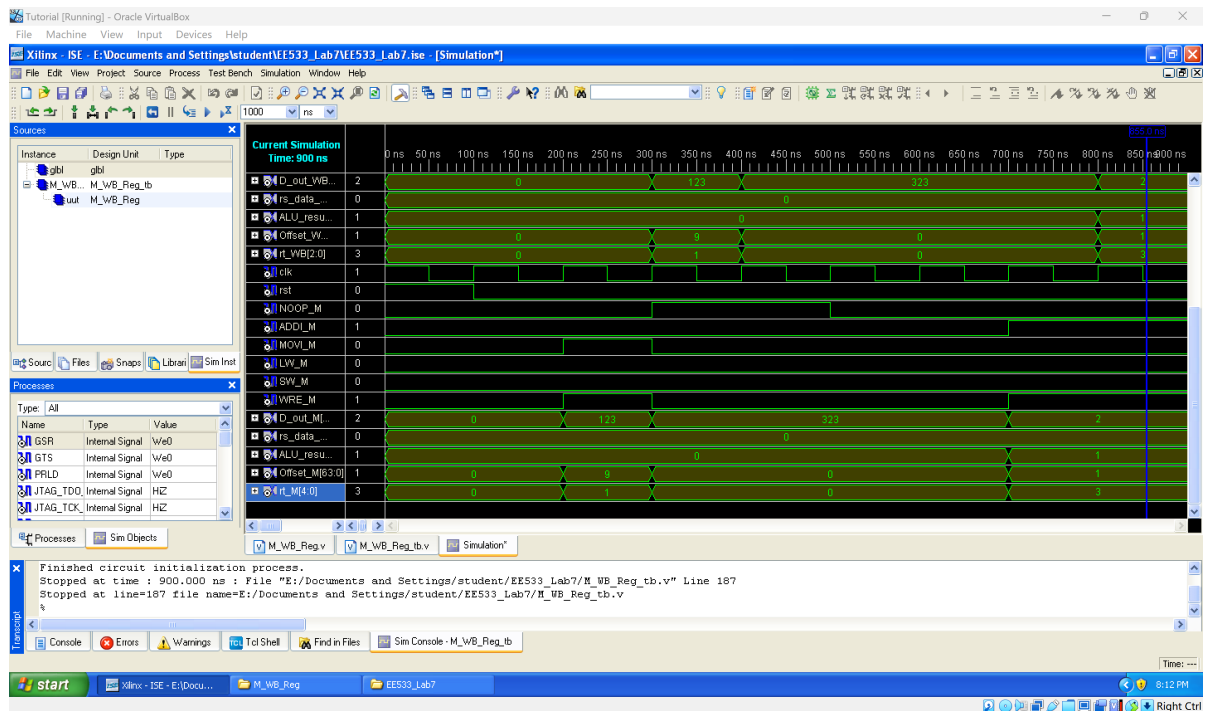 Tutorial [Running] - Oracle VirtualBox
File Machine View Input Devices Help
Xilinx - ISE - E:\Documents and Settings\student\EE533_Lab7\EE533_Lab7.ise - [Simulation*]
File Edit View Project Source Process Test Bench Simulation Window Help
1000 ns
Sources
Instance Design Unit Type
glbl glbl
M_WB... M_WB_Reg_tb
uut M_WB_Reg
Sourc Files Snaps Librari Sim Inst
Processes
Type: All
Name Type Value
GSR Internal Signal We0
GTS Internal Signal We0
PRLD Internal Signal We0
JTAG_TDO_ Internal Signal HiZ
JTAG_TCK_ Internal Signal HiZ
Processes Sim Objects
Current Simulation
Time: 900 ns
0 ns 50 ns 100 ns 150 ns 200 ns 250 ns 300 ns 350 ns 400 ns 450 ns 500 ns 550 ns 600 ns 650 ns 700 ns 750 ns 800 ns 850 ns 900 ns
D_out_WB... 2 0 123 323 2
rs_data_... 0 0
ALU_resu... 1 0 1
Offset_W... 1 0 9 0 1
rt_WB[2:0] 3 0 1 0 3
clk 1
rst 0
NOOP_M 0
ADDI_M 1
MOVI_M 0
LW_M 0
SW_M 0
WRE_M 1
D_out_M[... 2 0 123 323 2
rs_data_... 0 0
ALU_resu... 1 0 1
Offset_M[63:0] 1 0 9 0 1
rt_M[4:0] 3 0 1 0 3
M_WB_Reg.v M_WB_Reg_tb.v Simulation*
Finished circuit initialization process.
Stopped at time : 900.000 ns : File "E:/Documents and Settings/student/EE533_Lab7/M_WB_Reg_tb.v" Line 187
Stopped at line=187 file name=E:/Documents and Settings/student/EE533_Lab7/M_WB_Reg_tb.v
%
Transcript
Console Errors Warnings Tcl Shell Find in Files Sim Console - M_WB_Reg_tb
Time: ---
start Xilinx - ISE - E:\Docu... M_WB_Reg EE533_Lab7 8:12 PM
Right Ctrl